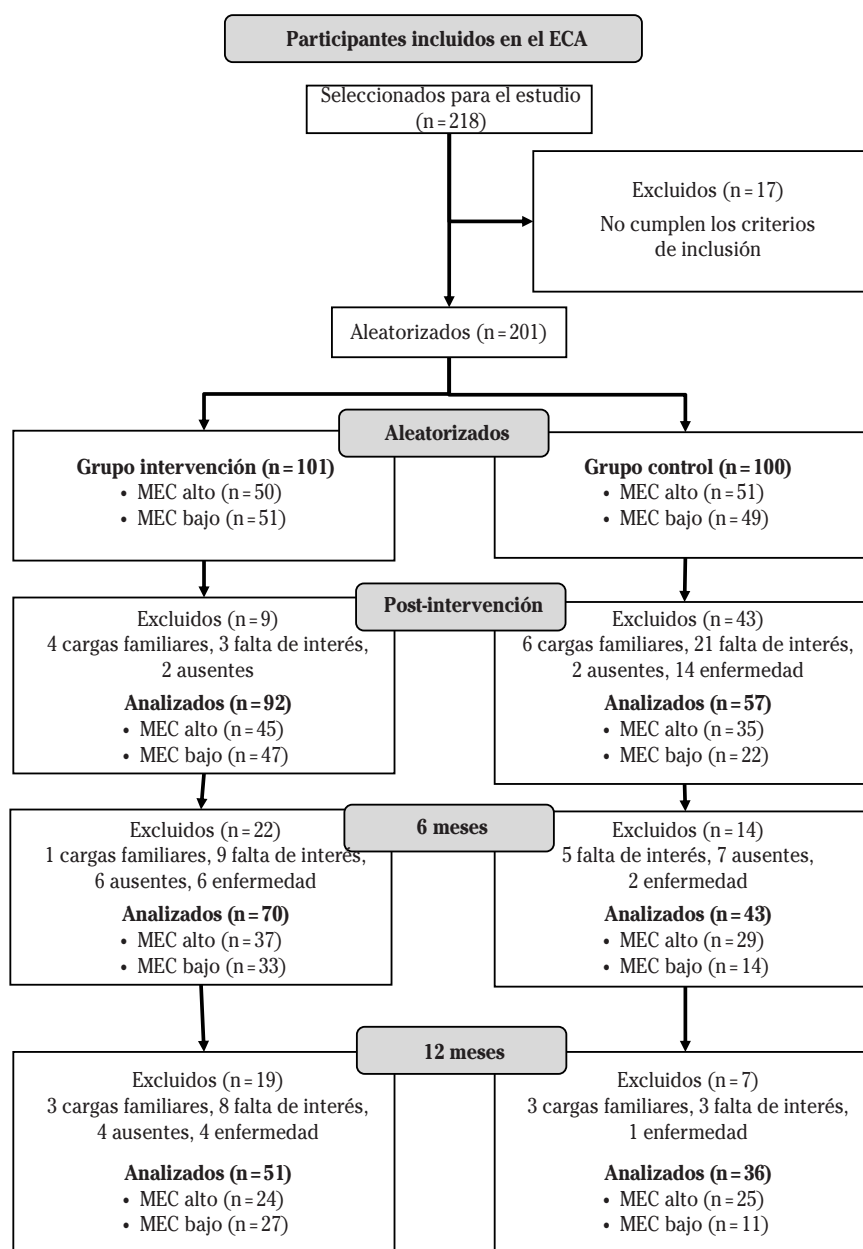 Participantes incluidos en el ECA
Seleccionados para el estudio
(n = 218)
Excluidos (n = 17)
No cumplen los criterios
de inclusión
Aleatorizados (n = 201)
Aleatorizados
Grupo intervención (n = 101)
• MEC alto (n = 50)
• MEC bajo (n = 51)
Grupo control (n = 100)
• MEC alto (n = 51)
• MEC bajo (n = 49)
Post-intervención
Excluidos (n = 9)
4 cargas familiares, 3 falta de interés,
2 ausentes
Analizados (n = 92)
• MEC alto (n = 45)
• MEC bajo (n = 47)
Excluidos (n = 43)
6 cargas familiares, 21 falta de interés,
2 ausentes, 14 enfermedad
Analizados (n = 57)
• MEC alto (n = 35)
• MEC bajo (n = 22)
6 meses
Excluidos (n = 22)
1 cargas familiares, 9 falta de interés,
6 ausentes, 6 enfermedad
Analizados (n = 70)
• MEC alto (n = 37)
• MEC bajo (n = 33)
Excluidos (n = 14)
5 falta de interés, 7 ausentes,
2 enfermedad
Analizados (n = 43)
• MEC alto (n = 29)
• MEC bajo (n = 14)
12 meses
Excluidos (n = 19)
3 cargas familiares, 8 falta de interés,
4 ausentes, 4 enfermedad
Analizados (n = 51)
• MEC alto (n = 24)
• MEC bajo (n = 27)
Excluidos (n = 7)
3 cargas familiares, 3 falta de interés,
1 enfermedad
Analizados (n = 36)
• MEC alto (n = 25)
• MEC bajo (n = 11)